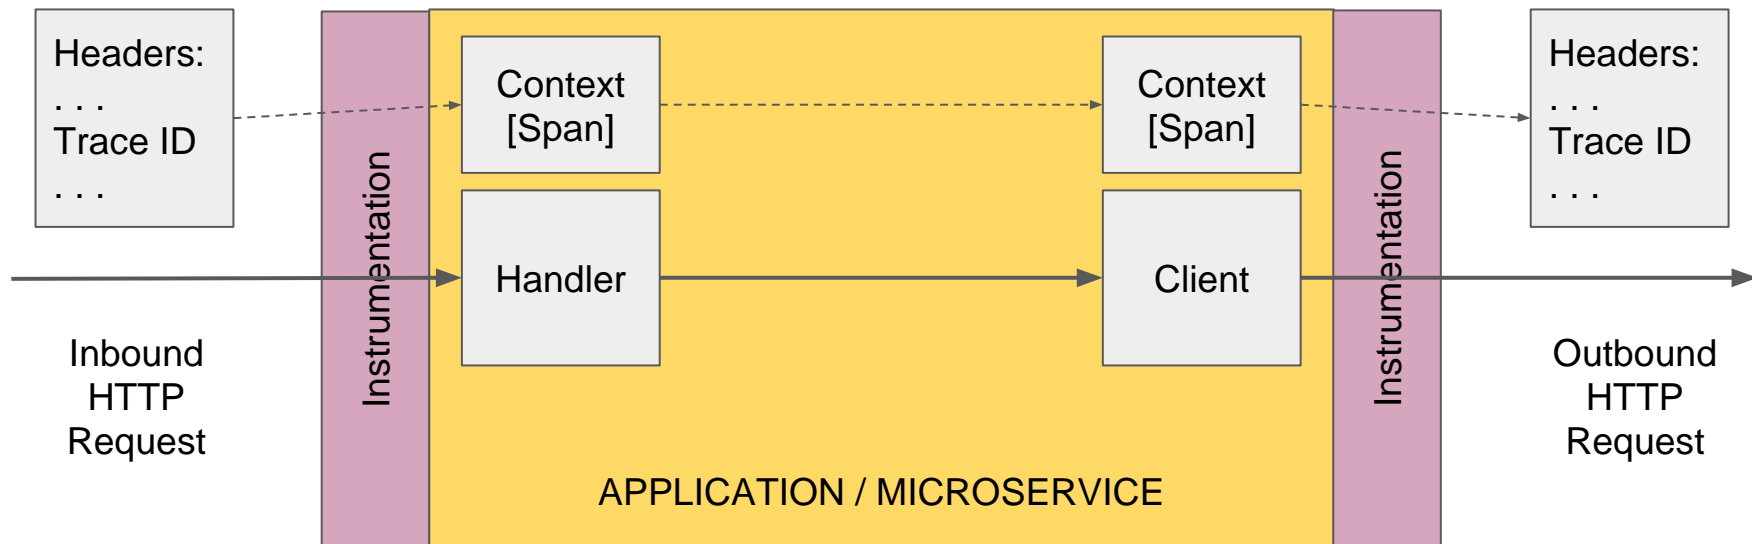 Headers:
. . .
Trace ID
. . .
Instrumentation
Context
[Span]
Context
[Span]
Instrumentation
Headers:
. . .
Trace ID
. . .
Handler
Client
Inbound
HTTP
Request
Outbound
HTTP
Request
APPLICATION / MICROSERVICE